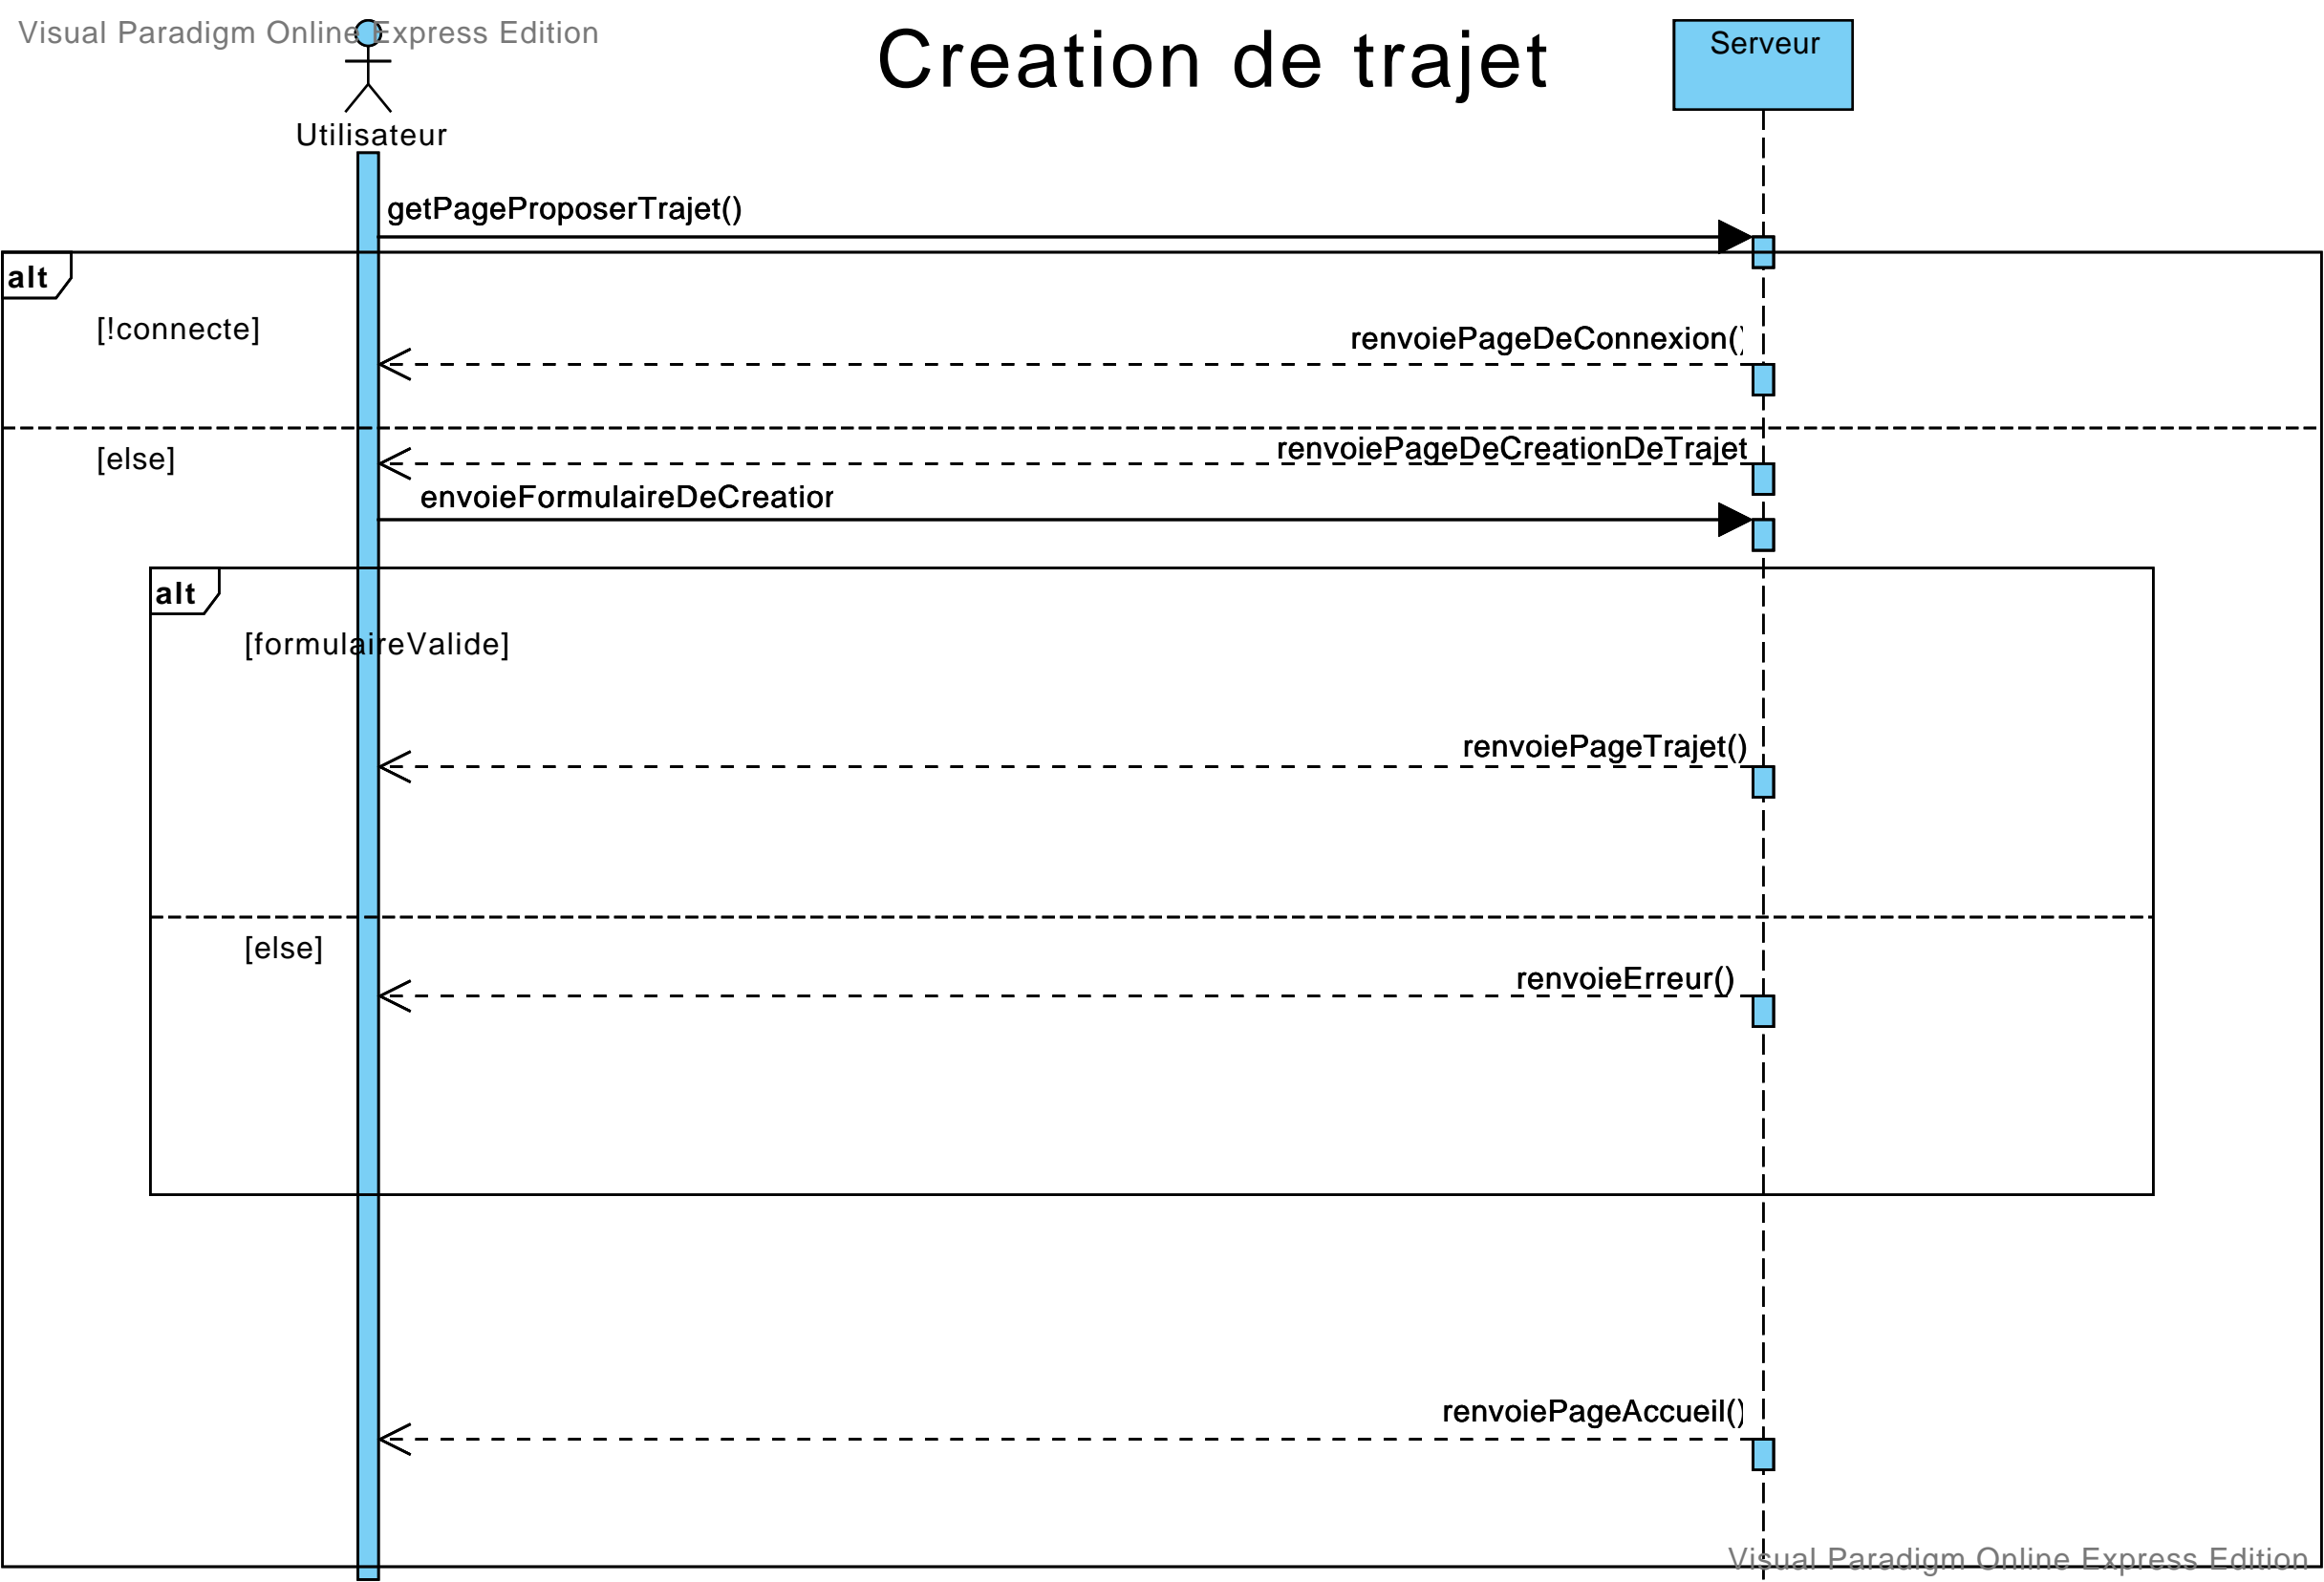 Visual Paradigm Online Express Edition
Creation de trajet
Serveur
Utilisateur
getPageProposerTrajet()
alt
[!connecte]
renvoiePageDeConnexion()
[else]
renvoiePageDeCreationDeTrajet
envoieFormulaireDeCreation
alt
[formulaireValide]
renvoiePageTrajet()
[else]
renvoieErreur()
renvoiePageAccueil()
Visual Paradigm Online Express Edition